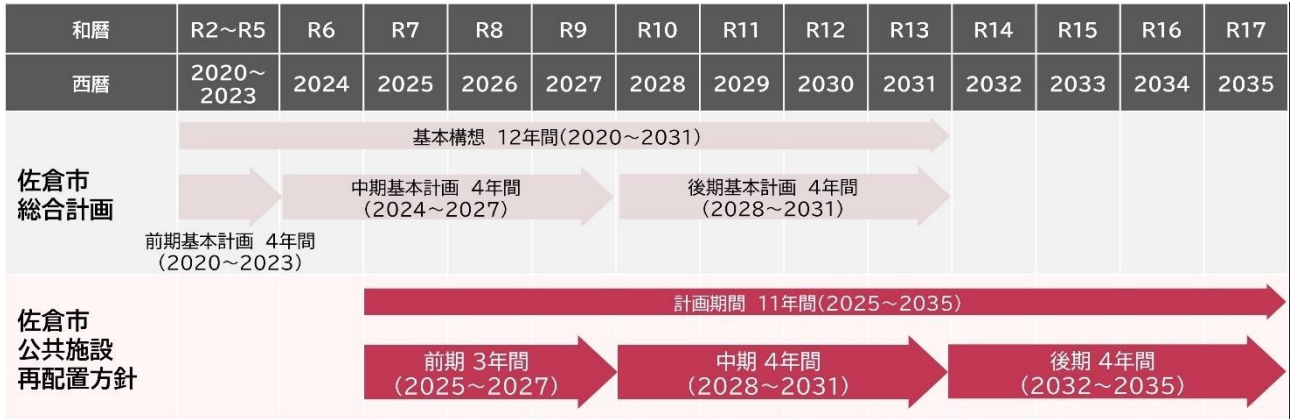 和暦 R2～R5 R6 R7 R8 R9 R10 R11 R12 R13 R14 R15 R16 R17
西暦 2020～2023 2024 2025 2026 2027 2028 2029 2030 2031 2032 2033 2034 2035
佐倉市
総合計画
基本構想 12年間(2020～2031)
前期基本計画 4年間
(2020～2023)
中期基本計画 4年間
(2024～2027)
後期基本計画 4年間
(2028～2031)
佐倉市
公共施設
再配置方針
計画期間 11年間(2025～2035)
前期 3年間
(2025～2027)
中期 4年間
(2028～2031)
後期 4年間
(2032～2035)